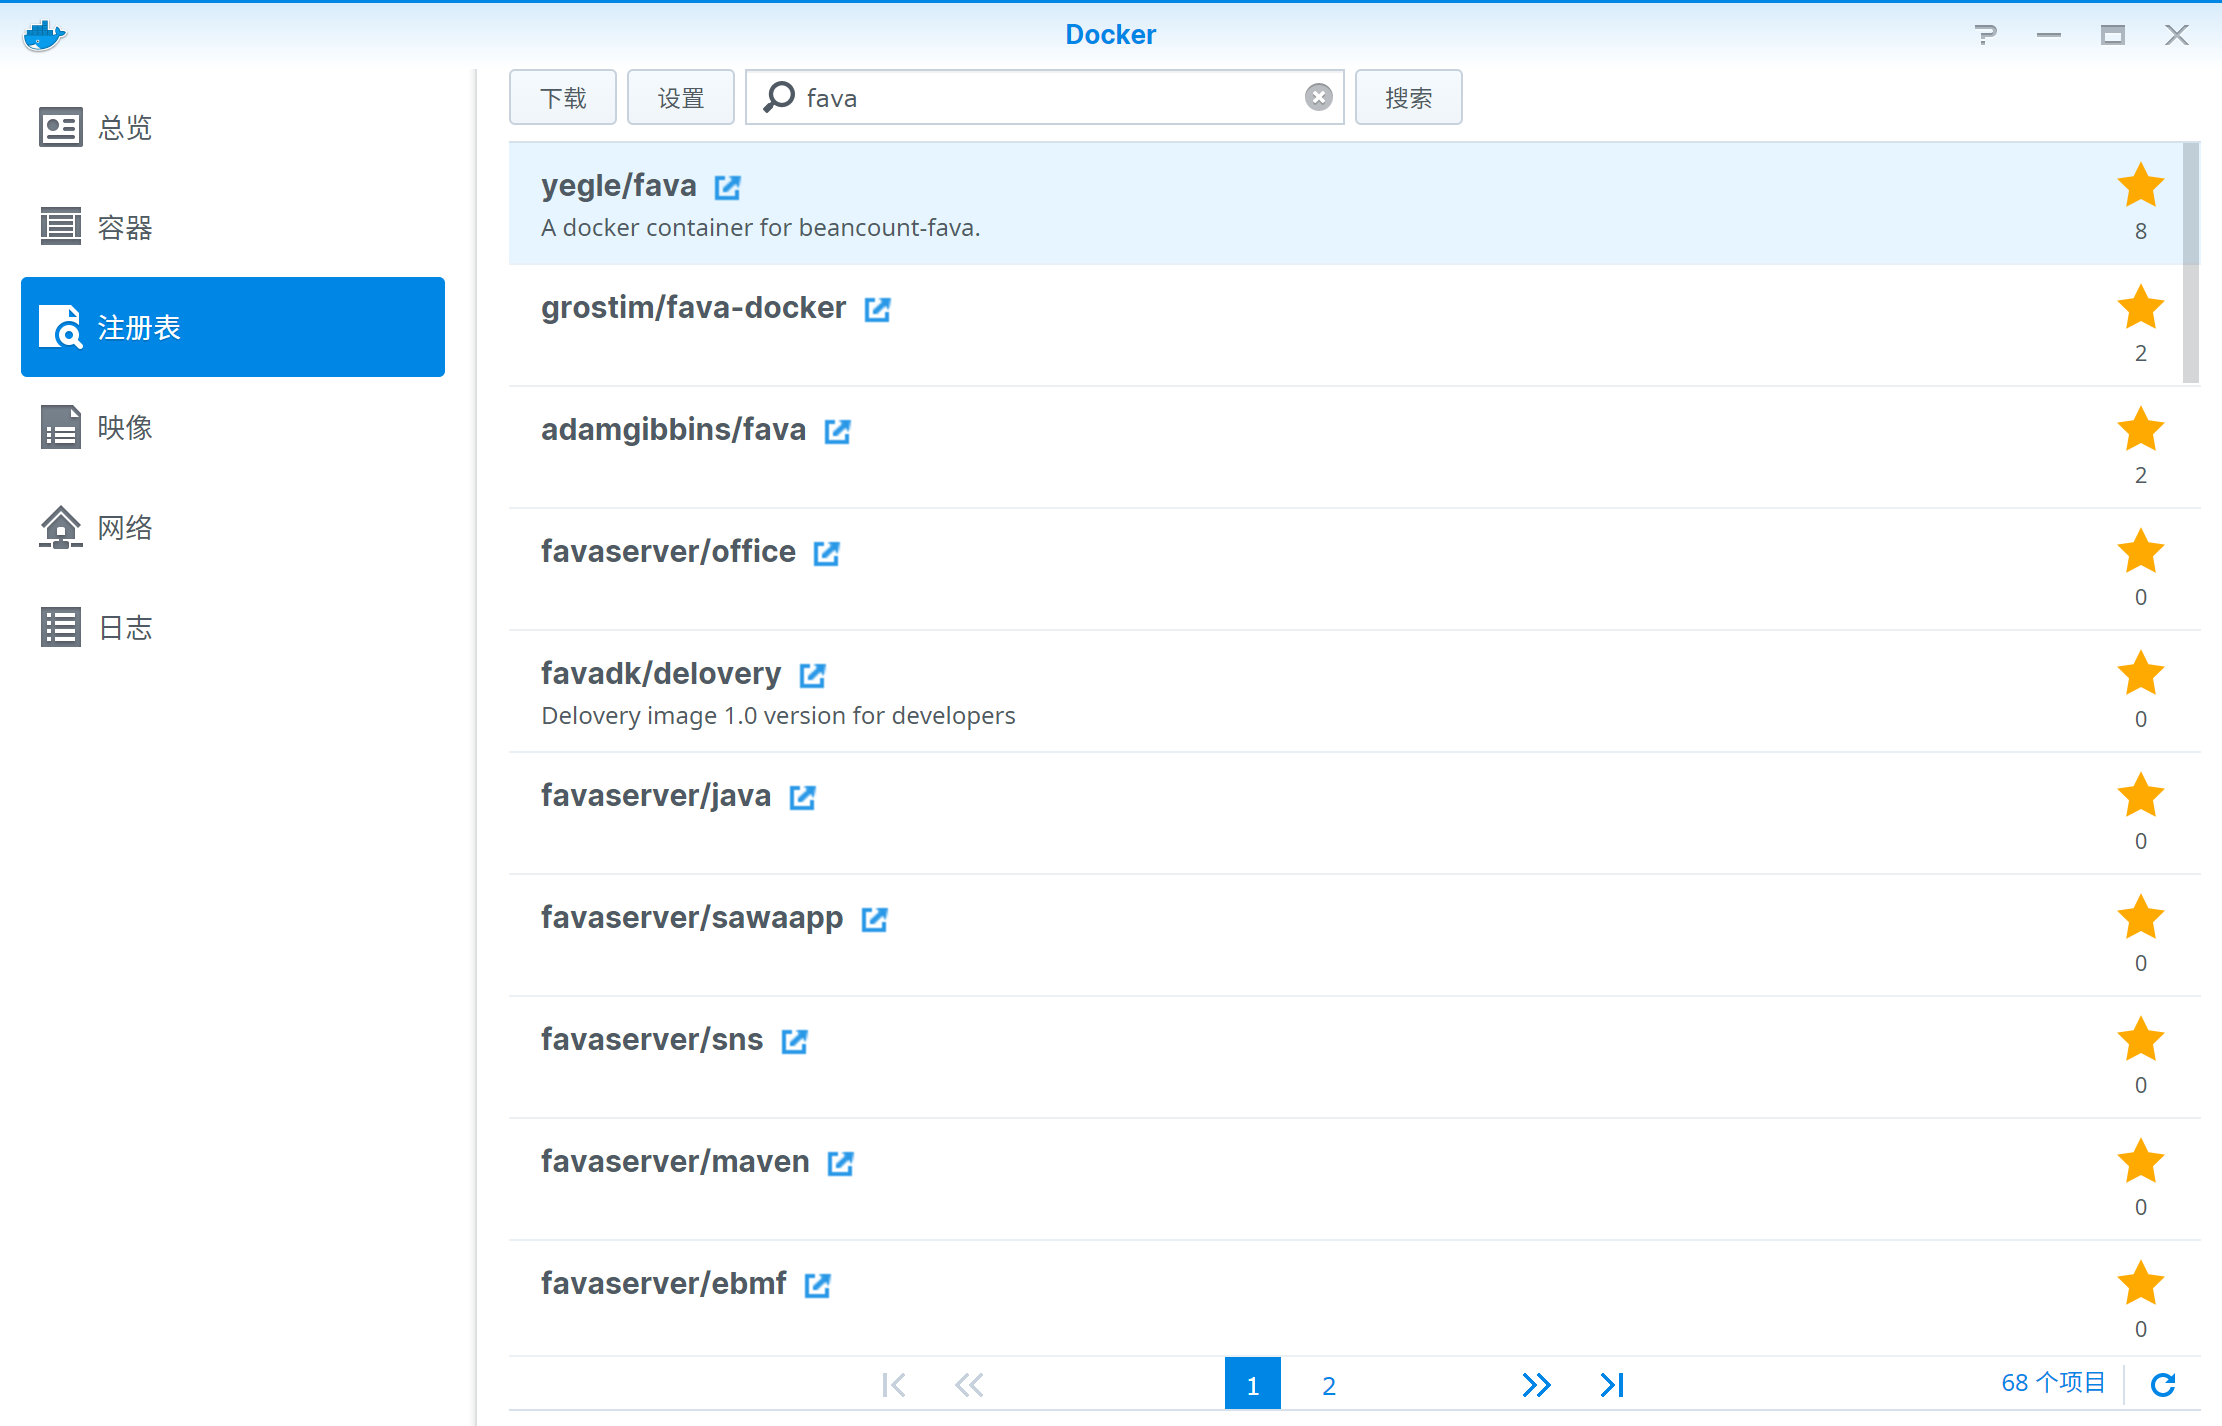 Docker
总览
容器
注册表
映像
网络
日志
下载 设置 fava 搜索
yegle/fava
A docker container for beancount-fava.
8
grostim/fava-docker
2
adamgibbins/fava
2
favaserver/office
0
favadk/delovery
Delovery image 1.0 version for developers
0
favaserver/java
0
favaserver/sawaapp
0
favaserver/sns
0
favaserver/maven
0
favaserver/ebmf
0
1 2 68 个项目